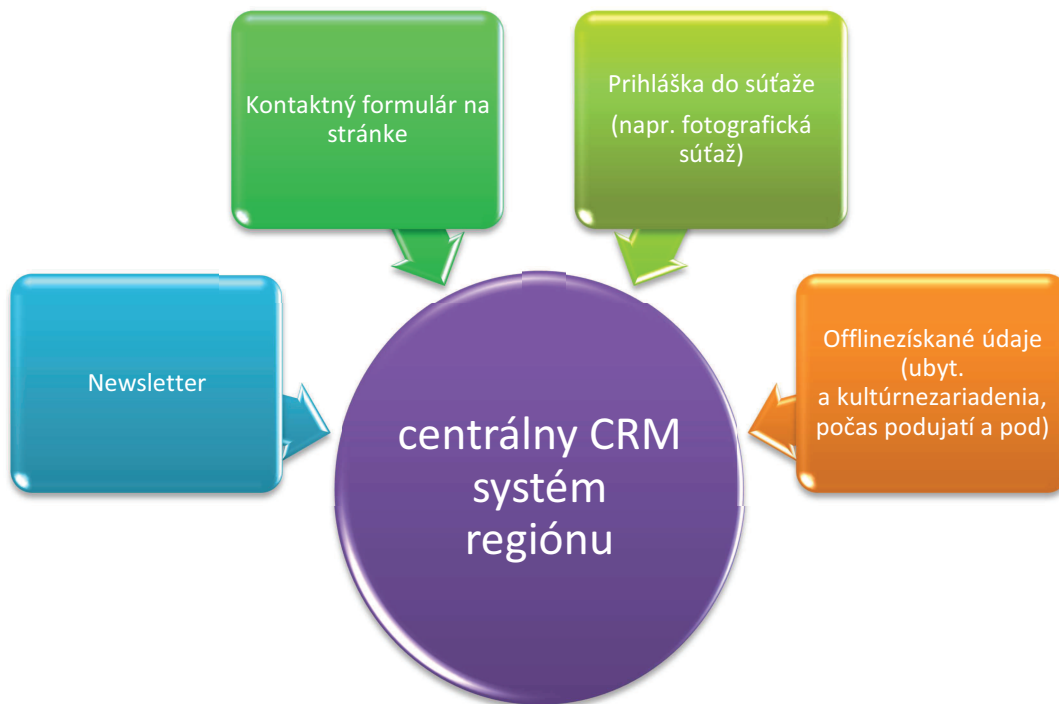 Kontaktný formulár na
stránke
Prihláška do súťaže
(napr. fotografická
súťaž)
Newsletter
Offlinezískané údaje
(ubyt.
a kultúrnezariadenia,
počas podujatí a pod)
centrálny CRM
systém
regiónu